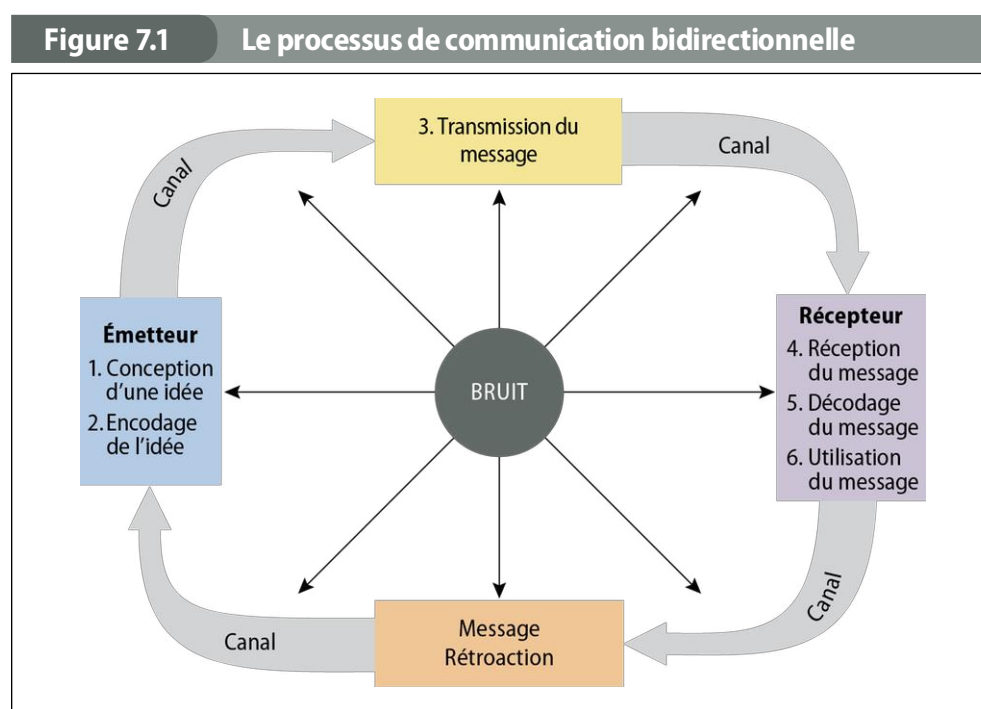 Figure 7.1
Le processus de communication bidirectionnelle
3. Transmission du
message
Canal
Canal
Émetteur
1. Conception
d’une idée
2. Encodage
de l’idée
BRUIT
Récepteur
4. Réception
du message
5. Décodage
du message
6. Utilisation
du message
Canal
Canal
Message
Rétroaction